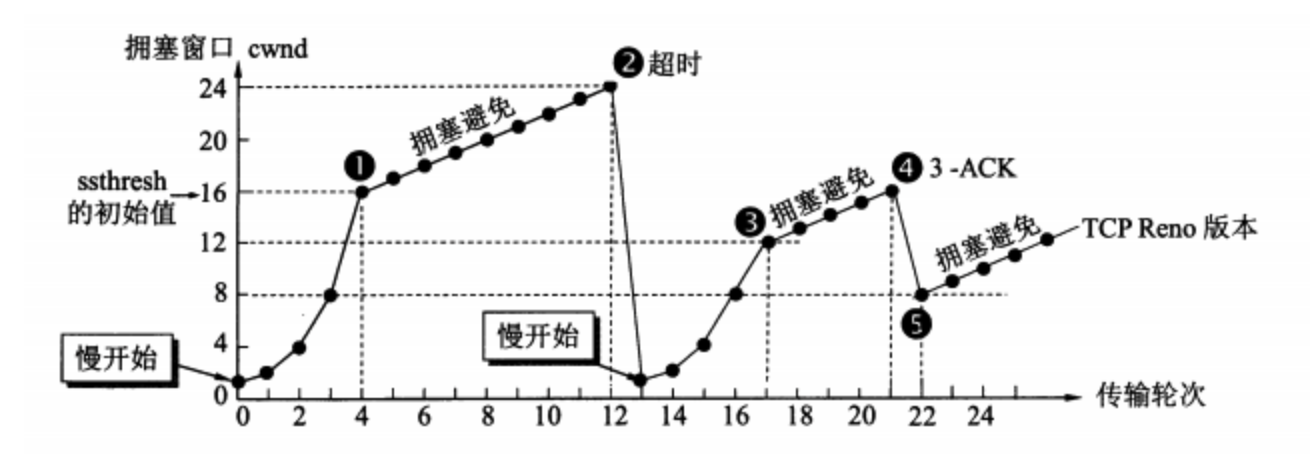 拥塞窗口 cwnd
❷超时
24
拥塞避免
20
❶
❹ 3 -ACK
ssthresh
的初始值
16
拥塞避免
❸
12
拥塞避免
TCP Reno 版本
8
❺
慢开始
慢开始
4
0
0 2 4 6 8 10 12 14 16 18 20 22 24
传输轮次